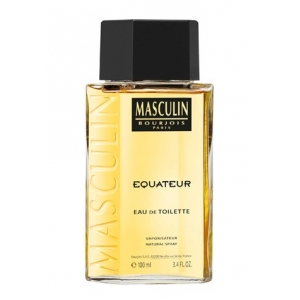 MASCULIN
BOURJOIS
PARIS
MASCULIN
EQUATEUR
EAU DE TOILETTE
VAPORISATEUR
NATURAL SPRAY
℮ 100 ml 3.4 FL.OZ.